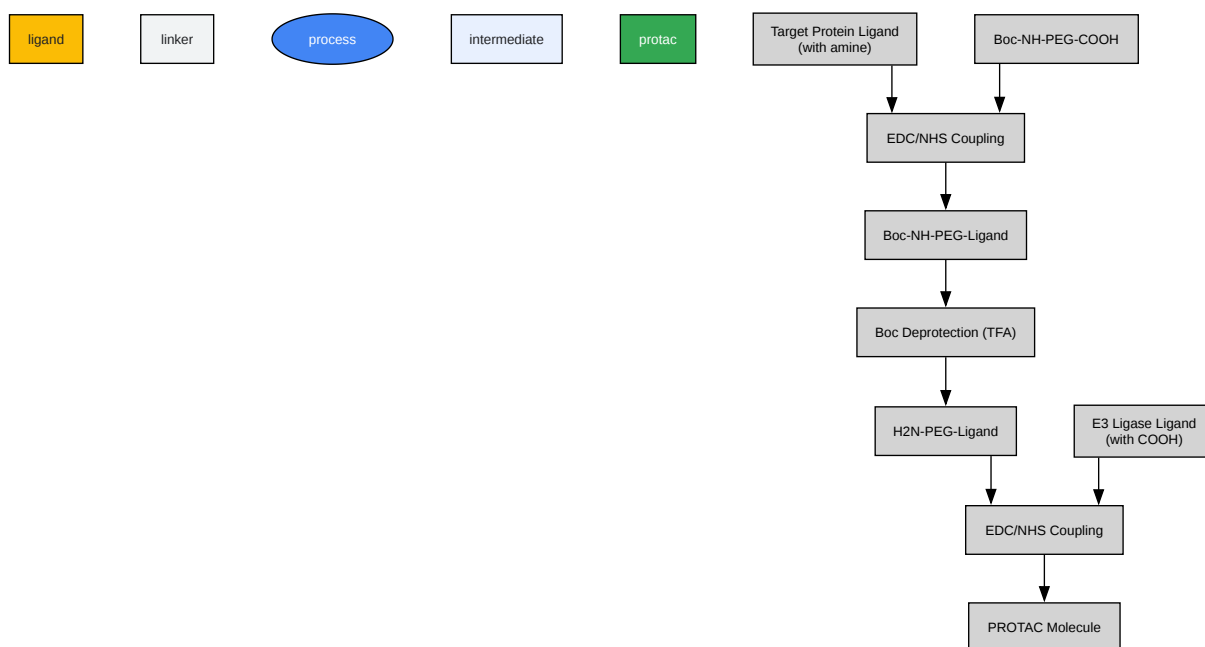 ligand
linker
process
intermediate
protac
Target Protein Ligand
(with amine)
Boc-NH-PEG-COOH
EDC/NHS Coupling
Boc-NH-PEG-Ligand
Boc Deprotection (TFA)
H2N-PEG-Ligand
E3 Ligase Ligand
(with COOH)
EDC/NHS Coupling
PROTAC Molecule